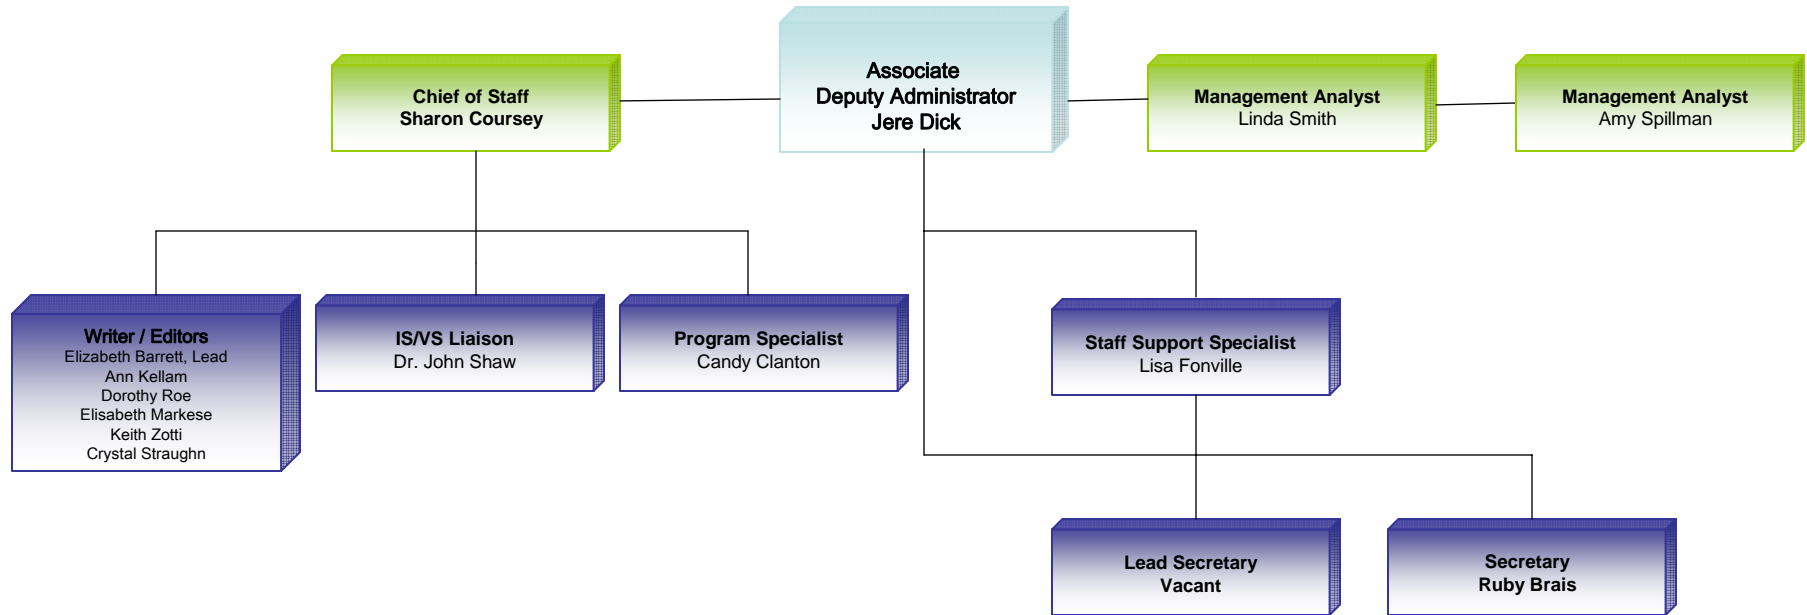 Associate
Deputy Administrator
Jere Dick
Chief of Staff
Sharon Coursey
Management Analyst
Linda Smith
Management Analyst
Amy Spillman
Writer / Editors
Elizabeth Barrett, Lead
Ann Kellam
Dorothy Roe
Elisabeth Markese
Keith Zotti
Crystal Straughn
IS/VS Liaison
Dr. John Shaw
Program Specialist
Candy Clanton
Staff Support Specialist
Lisa Fonville
Lead Secretary
Vacant
Secretary
Ruby Brais